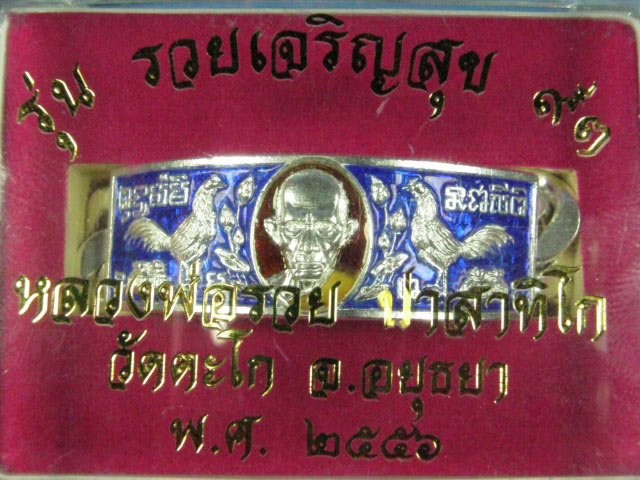 รุ่น รวยเจริญสุข ๙๓
หลวงพ่อรวย ปาสาทิโก
วัดตะโก อ.อยุธยา
พ.ศ. ๒๕๕๖